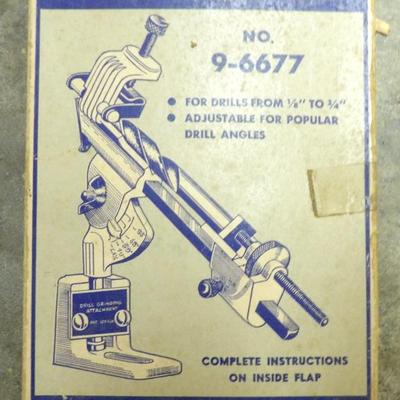 NO.
9-6677
• FOR DRILLS FROM 1/8" TO 3/4"
• ADJUSTABLE FOR POPULAR
DRILL ANGLES
DRILL GRINDING
ATTACHMENT
COMPLETE INSTRUCTIONS
ON INSIDE FLAP